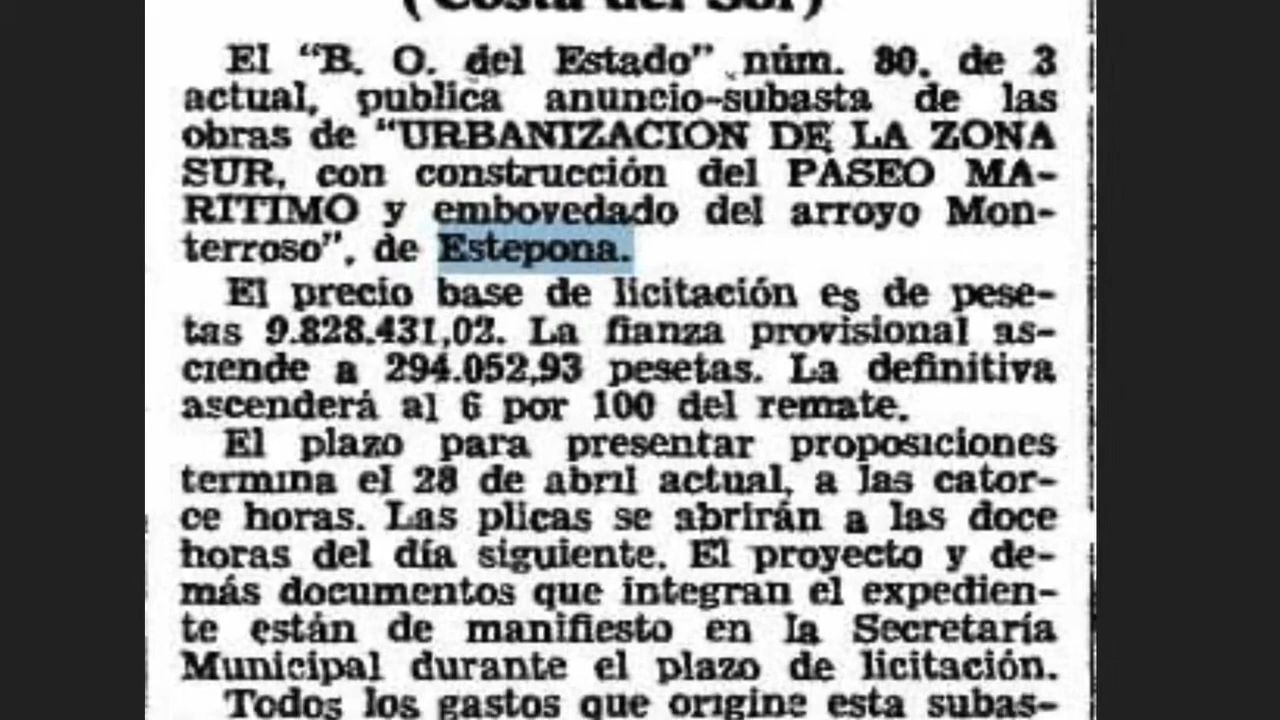 (Costa del Sol)
El "B. O. del Estado" núm. 80, de 3
actual, publica anuncio-subasta de las
obras de "URBANIZACION DE LA ZONA
SUR, con construcción del PASEO MA-
RITIMO y embovedado del arroyo Mon-
terroso", de Estepona.
El precio base de licitación es de pese-
tas 9.828.431,02. La fianza provisional as-
ciende a 294.052,93 pesetas. La definitiva
ascenderá al 6 por 100 del remate.
El plazo para presentar proposiciones
termina el 28 de abril actual, a las cator-
ce horas. Las plicas se abrirán a las doce
horas del día siguiente. El proyecto y de-
más documentos que integran el expedien-
te están de manifiesto en la Secretaría
Municipal durante el plazo de licitación.
Todos los gastos que origine esta subas-